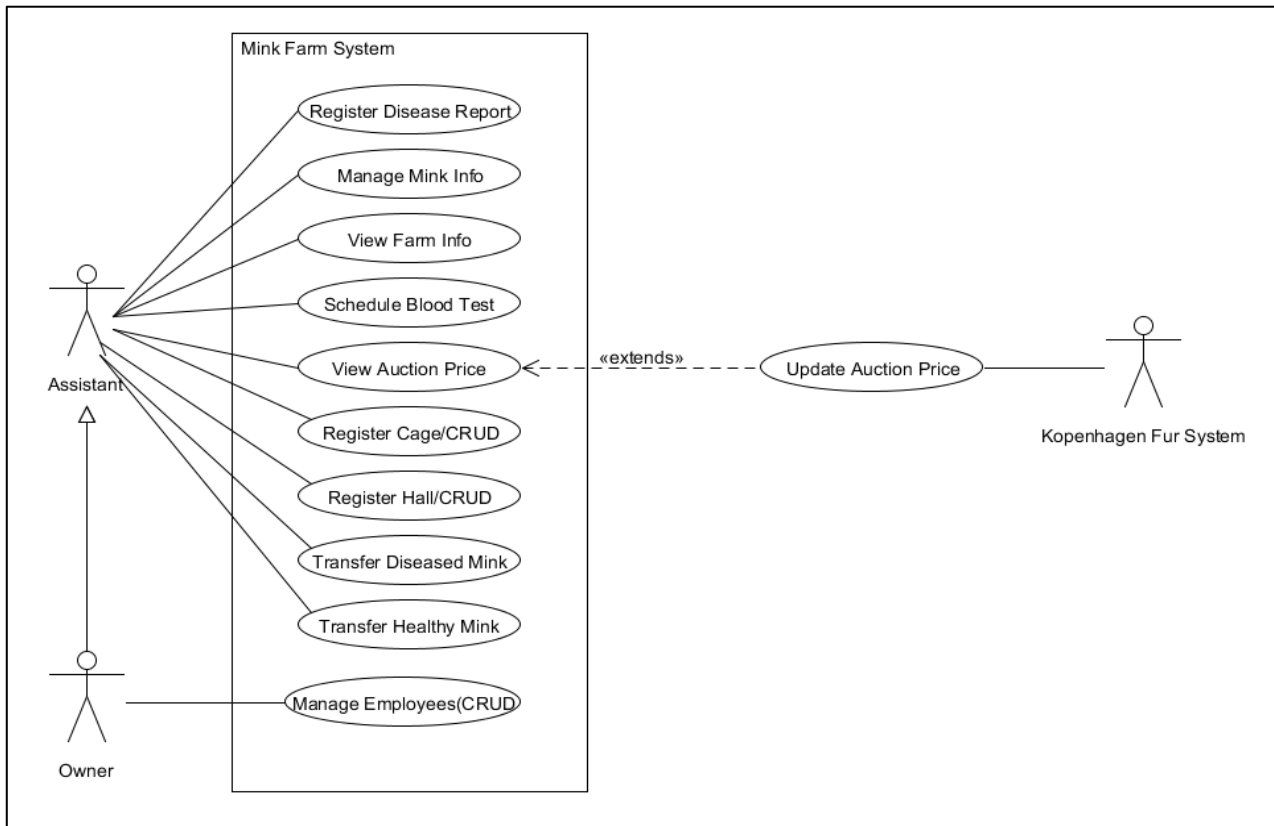 Mink Farm System
Register Disease Report
Manage Mink Info
View Farm Info
Schedule Blood Test
View Auction Price
«extends»
Update Auction Price
Register Cage/CRUD
Register Hall/CRUD
Transfer Diseased Mink
Transfer Healthy Mink
Manage Employees(CRUD
Assistant
Owner
Kopenhagen Fur System